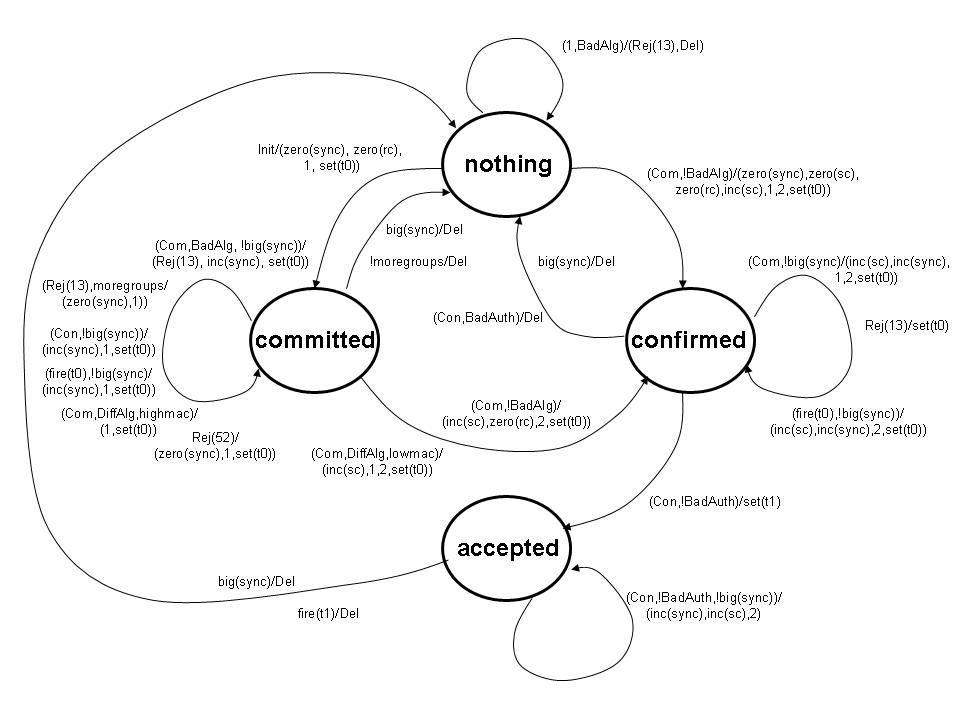 (1,BadAlg)/(Rej(13),Del)
Init/(zero(sync), zero(rc),
1, set(t0))
nothing
(Com,!BadAlg)/(zero(sync),zero(sc),
zero(rc),inc(sc),1,2,set(t0))
big(sync)/Del
!moregroups/Del
big(sync)/Del
(Con,BadAuth)/Del
(Com,BadAlg, !big(sync))/
(Rej(13), inc(sync), set(t0))
(Rej(13),moregroups/
(zero(sync),1))
(Con,!big(sync))/
(inc(sync),1,set(t0))
(fire(t0),!big(sync)/
(inc(sync),1,set(t0))
(Com,DiffAlg,highmac)/
(1,set(t0))
Rej(52)/
(zero(sync),1,set(t0))
committed
confirmed
(Com,!big(sync)/(inc(sc),inc(sync),
1,2,set(t0))
Rej(13)/set(t0)
(fire(t0),!big(sync))/
(inc(sc),inc(sync),2,set(t0))
(Com,!BadAlg)/
(inc(sc),zero(rc),2,set(t0))
(Com,DiffAlg,lowmac)/
(inc(sc),1,2,set(t0))
(Con,!BadAuth)/set(t1)
accepted
big(sync)/Del
fire(t1)/Del
(Con,!BadAuth,!big(sync))/
(inc(sync),inc(sc),2)